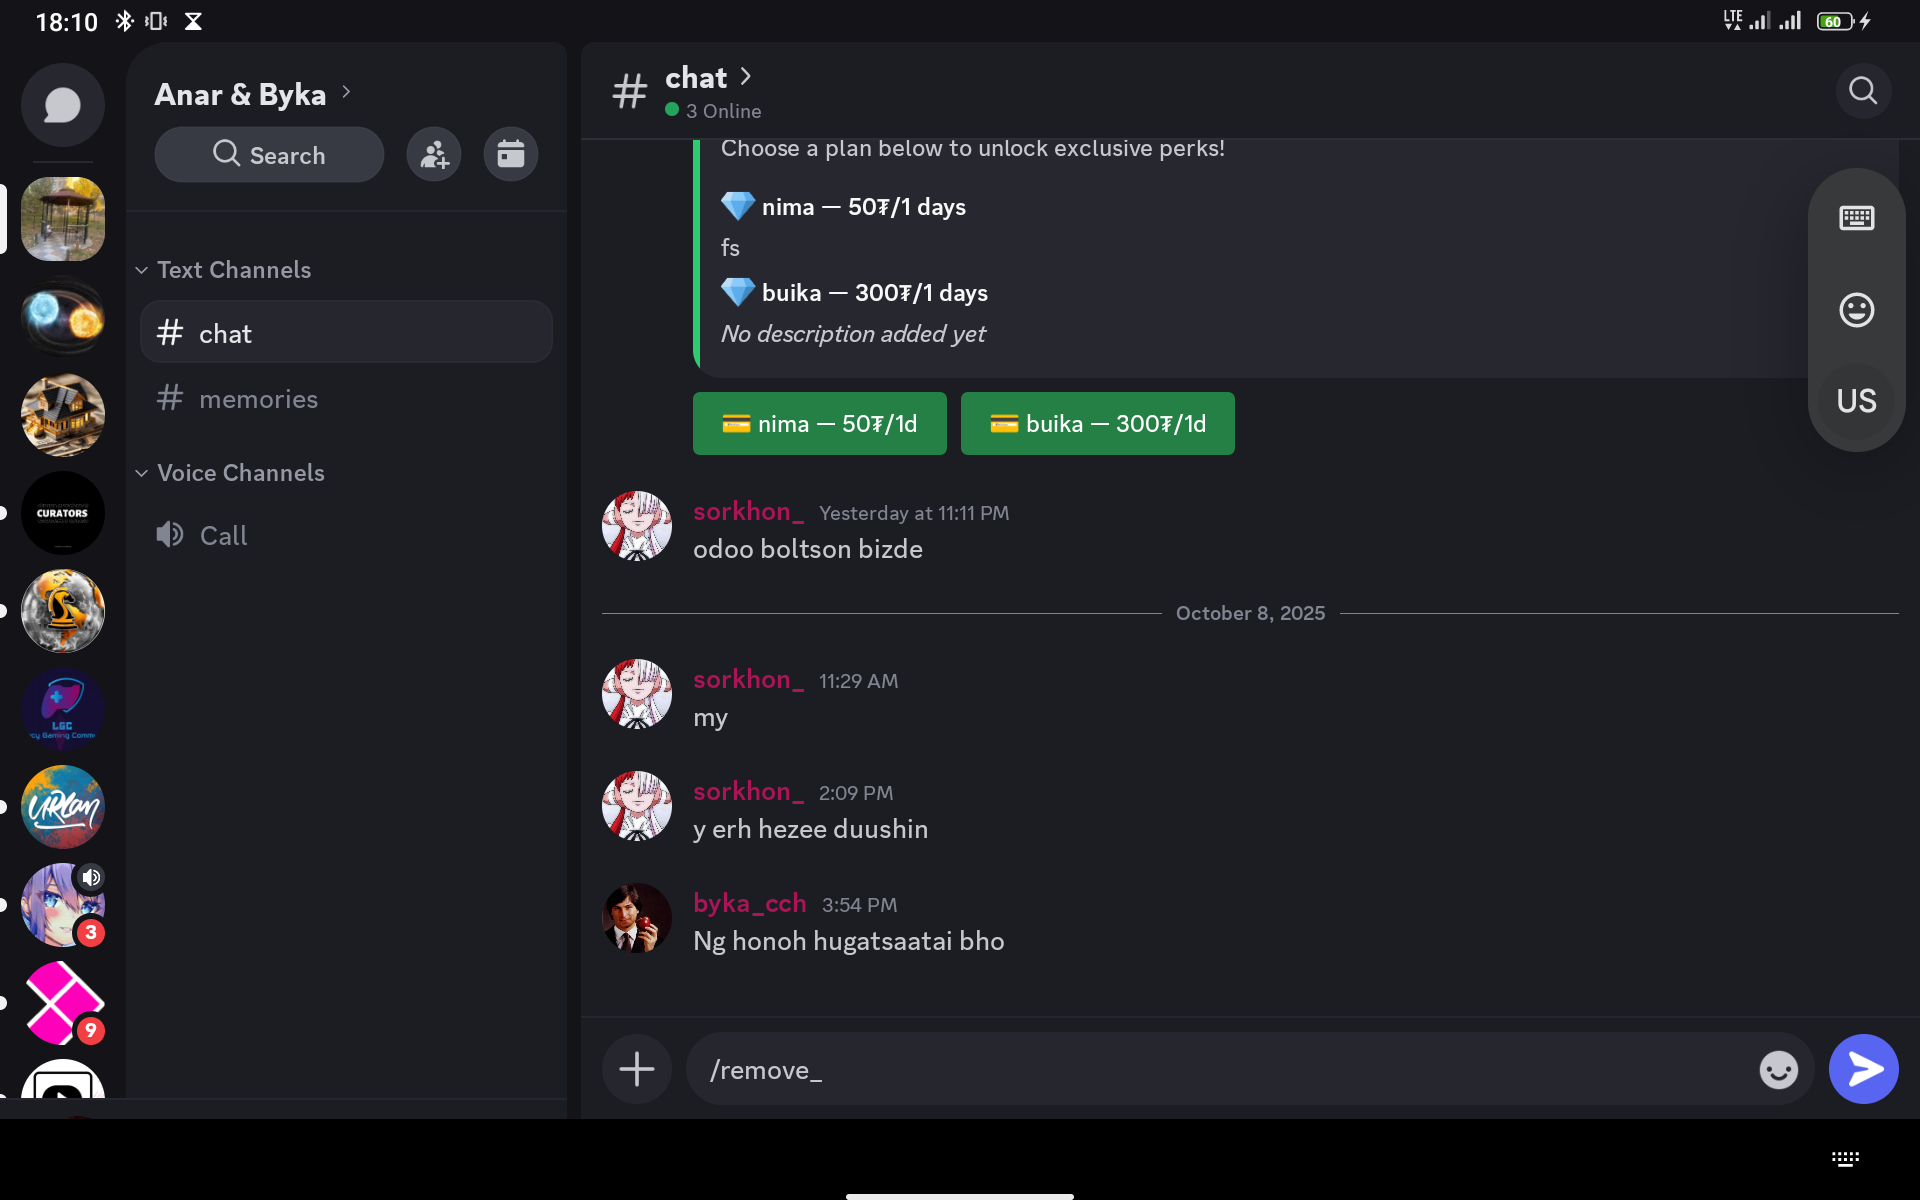 18:10
LTE
60
Anar & Byka
Search
Text Channels
chat
memories
Voice Channels
Call
CURATORS
LGC
cy Gaming Comm
URLAN
3
9
chat
3 Online
Choose a plan below to unlock exclusive perks!
nima — 50₮/1 days
fs
buika — 300₮/1 days
No description added yet
nima — 50₮/1d
buika — 300₮/1d
US
sorkhon_ Yesterday at 11:11 PM
odoo boltson bizde
October 8, 2025
sorkhon_ 11:29 AM
my
sorkhon_ 2:09 PM
y erh hezee duushin
byka_cch 3:54 PM
Ng honoh hugatsaatai bho
/remove_